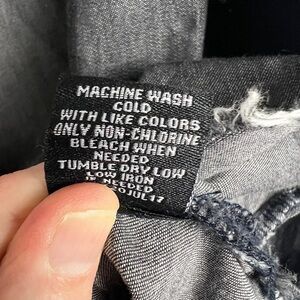 MACHINE WASH
COLD
WITH LIKE COLORS
ONLY NON-CHLORINE
BLEACH WHEN
NEEDED
TUMBLE DRY LOW
LOW IRON
IF NEEDED